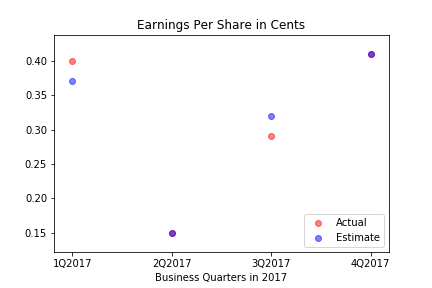 Earnings Per Share in Cents
0.40
0.35
0.30
0.25
0.20
0.15
Actual
Estimate
1Q2017 2Q2017 3Q2017 4Q2017
Business Quarters in 2017